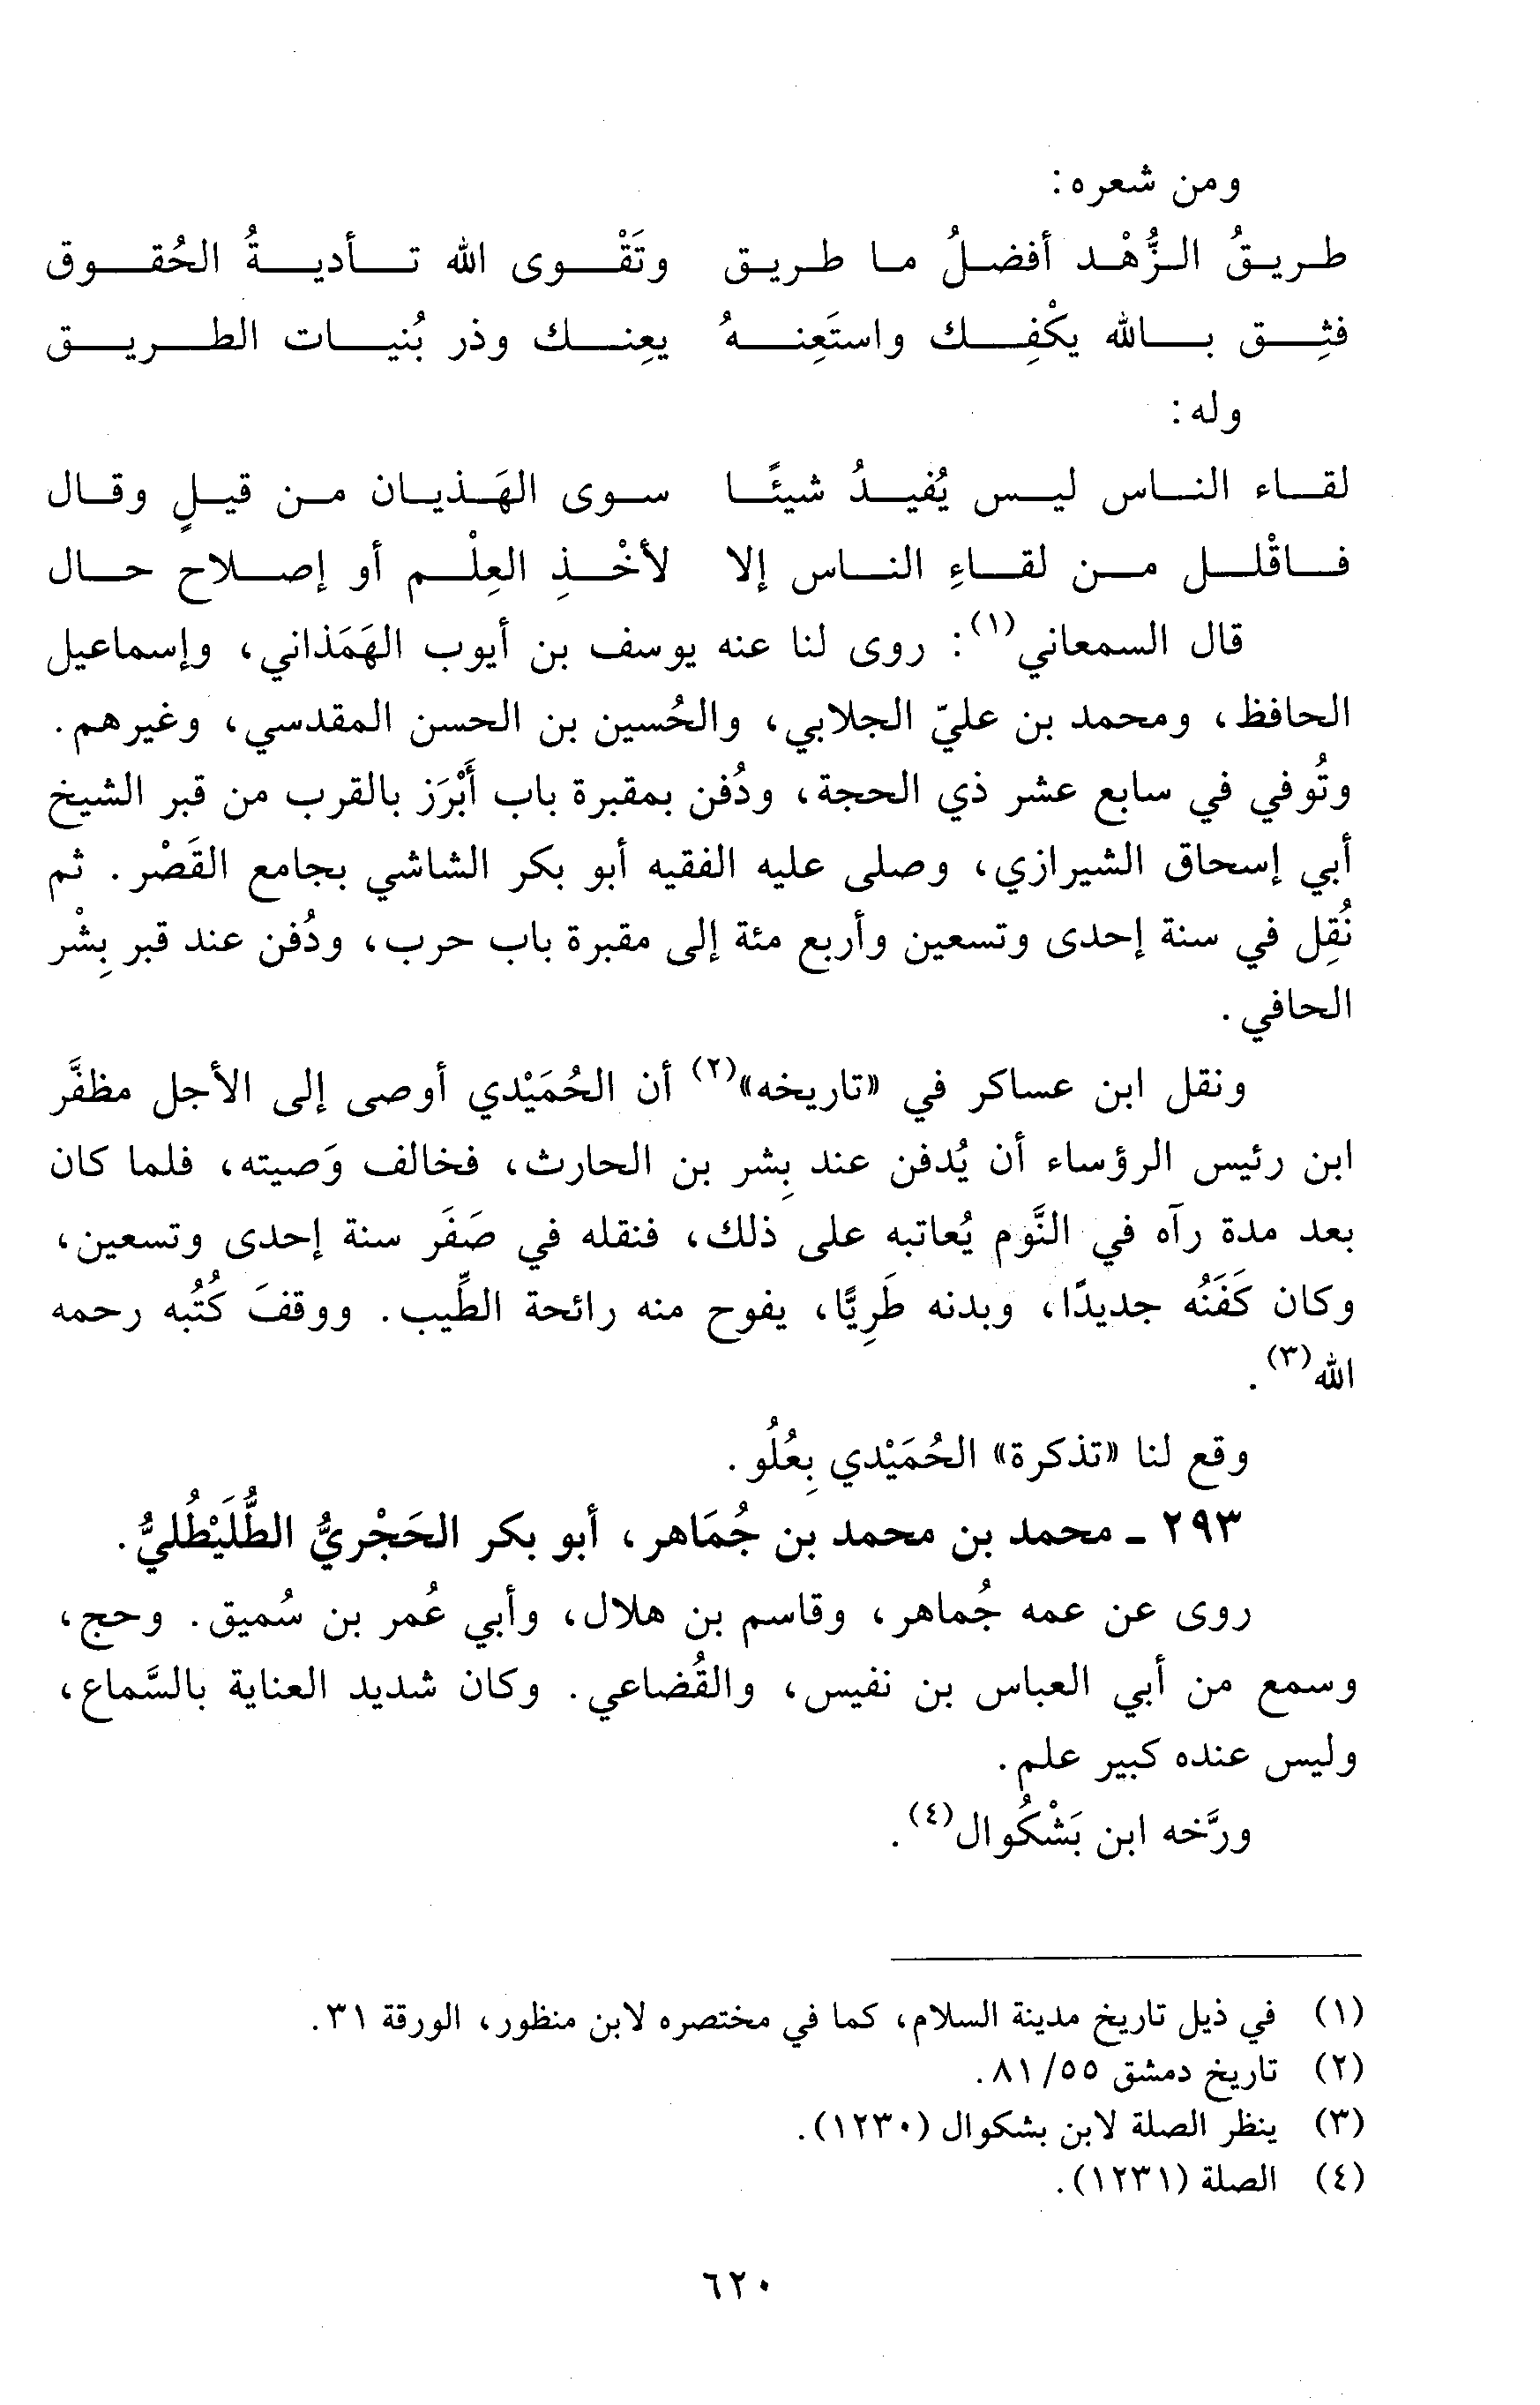 ومن شعره:
طريقُ الزُّهْد أفضلُ ما طريق وتَقْوى الله تأديةُ الحُقوق
فثِق بالله يكْفِك واستَعِنهُ يعِنك وذر بُنيات الطريق
وله:
لقاء الناس ليس يُفيدُ شيئًا سوى الهَذيان من قيلٍ وقال
فاقْلل من لقاءِ الناس إلا لأخْذِ العِلْم أو إصلاح حال
قال السمعاني(١): روى لنا عنه يوسف بن أيوب الهَمَذاني، وإسماعيل
الحافظ، ومحمد بن عليّ الجلابي، والحُسين بن الحسن المقدسي، وغيرهم.
وتُوفي في سابع عشر ذي الحجة، ودُفن بمقبرة باب أَبْرَز بالقرب من قبر الشيخ
أبي إسحاق الشيرازي، وصلى عليه الفقيه أبو بكر الشاشي بجامع القَصْر. ثم
نُقِل في سنة إحدى وتسعين وأربع مئة إلى مقبرة باب حرب، ودُفن عند قبر بِشْر
الحافي.
ونقل ابن عساكر في «تاريخه»(٢) أن الحُمَيْدي أوصى إلى الأجل مظفَّر
ابن رئيس الرؤساء أن يُدفن عند بِشر بن الحارث، فخالف وَصيته، فلما كان
بعد مدة رآه في النَّوم يُعاتبه على ذلك، فنقله في صَفَر سنة إحدى وتسعين،
وكان كَفَنُه جديدًا، وبدنه طَرِيًّا، يفوح منه رائحة الطِّيب. ووقفَ كُتُبه رحمه
الله(٣).
وقع لنا «تذكرة» الحُمَيْدي بِعُلُو.
٢٩٣ ـ محمد بن محمد بن جُمَاهر، أبو بكر الحَجْريُّ الطُّلَيْطُليُّ.
روى عن عمه جُماهر، وقاسم بن هلال، وأبي عُمر بن سُميق. وحج،
وسمع من أبي العباس بن نفيس، والقُضاعي. وكان شديد العناية بالسَّماع،
وليس عنده كبير علم.
ورَّخه ابن بَشْكُوال(٤).
(١) في ذيل تاريخ مدينة السلام، كما في مختصره لابن منظور، الورقة ٣١.
(٢) تاريخ دمشق ٥٥/ ٨١.
(٣) ينظر الصلة لابن بشكوال (١٢٣٠).
(٤) الصلة (١٢٣١).
٦٢٠